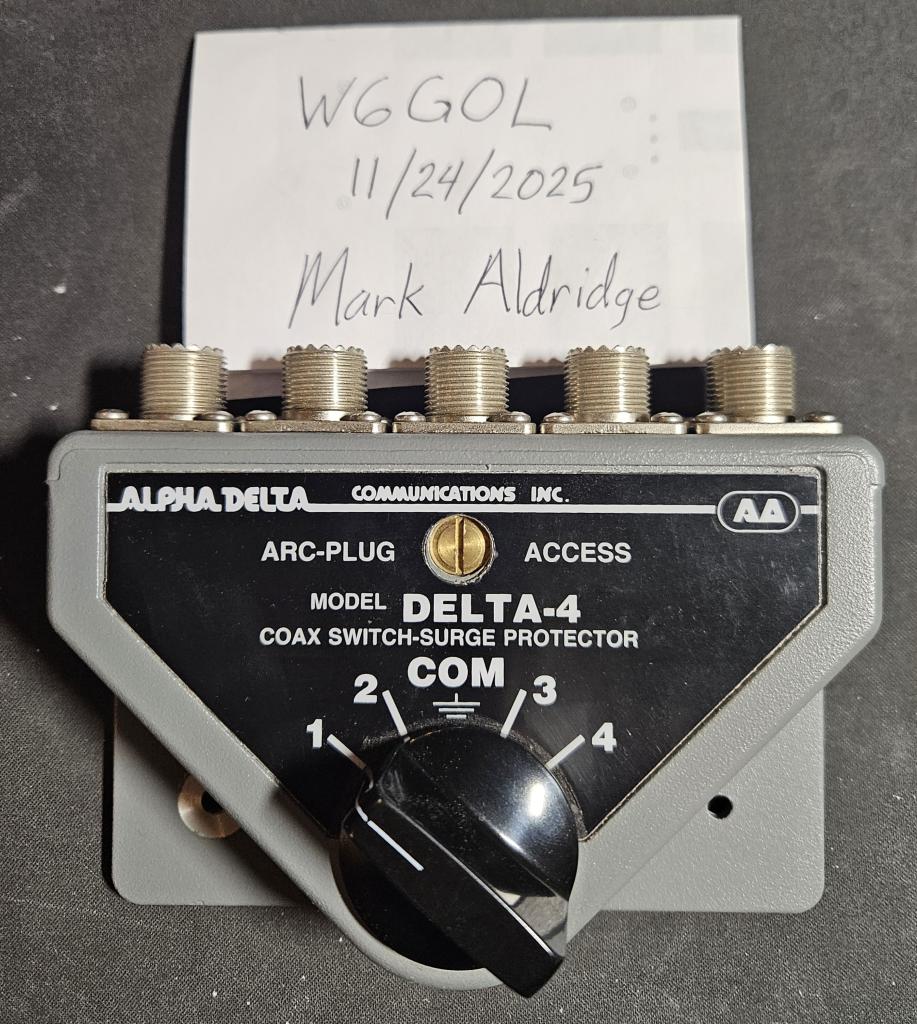 W6GOL
11/24/2025
Mark Aldridge
ALPHA DELTA COMMUNICATIONS INC.
ARC-PLUG ACCESS
MODEL DELTA-4
COAX SWITCH-SURGE PROTECTOR
COM
1 2 3 4